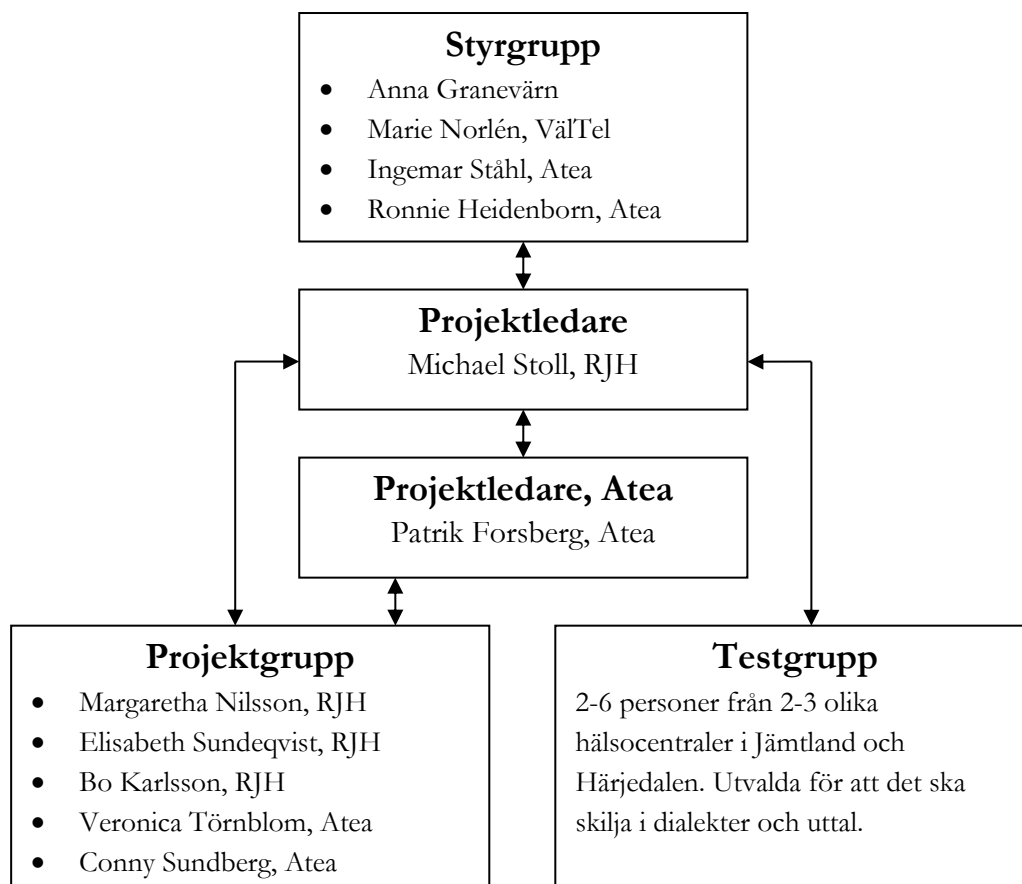 Styrgrupp
• Anna Granevärn
• Marie Norlén, VälTel
• Ingemar Ståhl, Atea
• Ronnie Heidenborn, Atea
Projektledare
Michael Stoll, RJH
Projektledare, Atea
Patrik Forsberg, Atea
Projektgrupp
• Margaretha Nilsson, RJH
• Elisabeth Sundeqvist, RJH
• Bo Karlsson, RJH
• Veronica Törnblom, Atea
• Conny Sundberg, Atea
Testgrupp
2-6 personer från 2-3 olika
hälsocentraler i Jämtland och
Härjedalen. Utvalda för att det ska
skilja i dialekter och uttal.